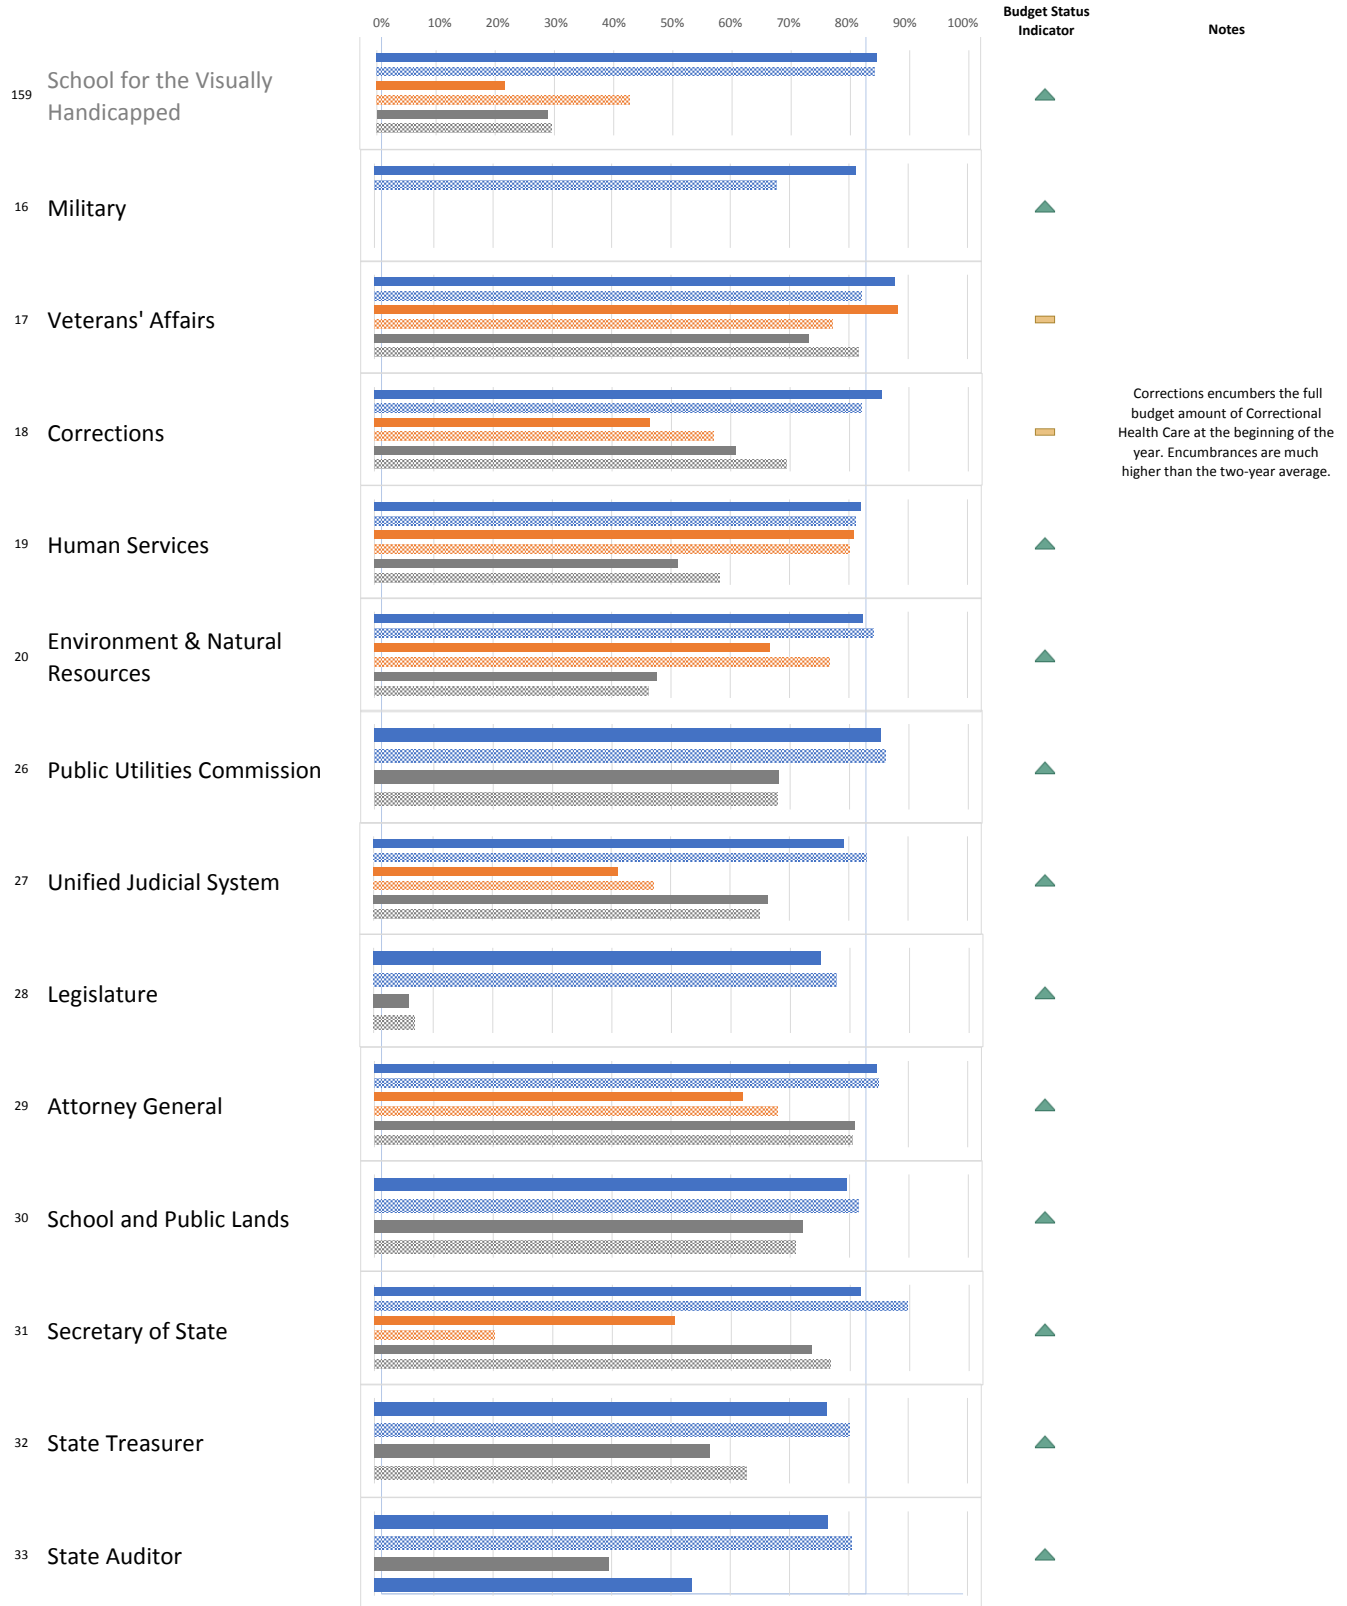 0% 10% 20% 30% 40% 50% 60% 70% 80% 90% 100%
Budget Status
Indicator
Notes
159 School for the Visually
Handicapped
16 Military
17 Veterans' Affairs
18 Corrections
Corrections encumbers the full
budget amount of Correctional
Health Care at the beginning of the
year. Encumbrances are much
higher than the two-year average.
19 Human Services
20 Environment & Natural
Resources
26 Public Utilities Commission
27 Unified Judicial System
28 Legislature
29 Attorney General
30 School and Public Lands
31 Secretary of State
32 State Treasurer
33 State Auditor